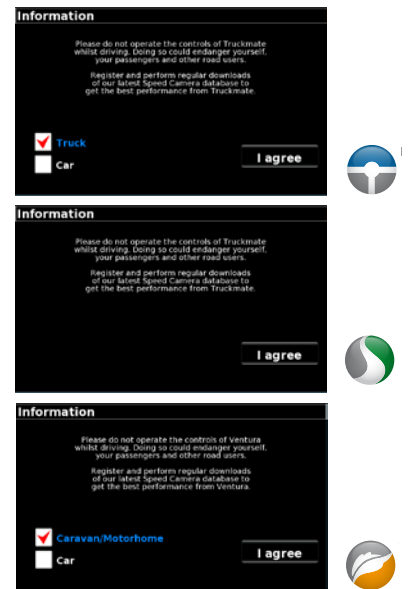 Information
Please do not operate the controls of Truckmate
whilst driving. Doing so could endanger yourself,
your passengers and other road users.
Register and perform regular downloads
of our latest Speed Camera database to
get the best performance from Truckmate.
Truck
Car
I agree
Information
Please do not operate the controls of Truckmate
whilst driving. Doing so could endanger yourself,
your passengers and other road users.
Register and perform regular downloads
of our latest Speed Camera database to
get the best performance from Truckmate.
I agree
Information
Please do not operate the controls of Ventura
whilst driving. Doing so could endanger yourself,
your passengers and other road users.
Register and perform regular downloads
of our latest Speed Camera database to
get the best performance from Ventura.
Caravan/Motorhome
Car
I agree